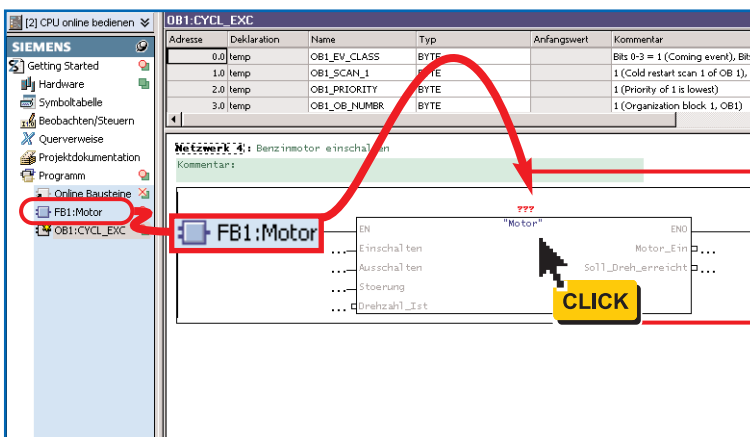 [2] CPU online bedienen
SIEMENS
Getting Started
Hardware
Symboltabelle
Beobachten/Steuern
Querverweise
Projektdokumentation
Programm
Online Bausteine
FB1:Motor
OB1:CYCL_EXC
OB1:CYCL_EXC
Adresse Deklaration Name Typ Anfangswert Kommentar
0.0 temp OB1_EV_CLASS BYTE Bits 0-3 = 1 (Coming event), Bits
1.0 temp OB1_SCAN_1 BYTE 1 (Cold restart scan 1 of OB 1),
2.0 temp OB1_PRIORITY BYTE 1 (Priority of 1 is lowest)
3.0 temp OB1_OB_NUMBR BYTE 1 (Organization block 1, OB1)
Netzwerk 4: Benzinmotor einschalten
Kommentar:
FB1:Motor
???
"Motor"
EN ENO
...Einschalten Motor_Ein...
...Ausschalten Soll_Dreh_erreicht...
...Stoerung
...Drehzahl_Ist
CLICK